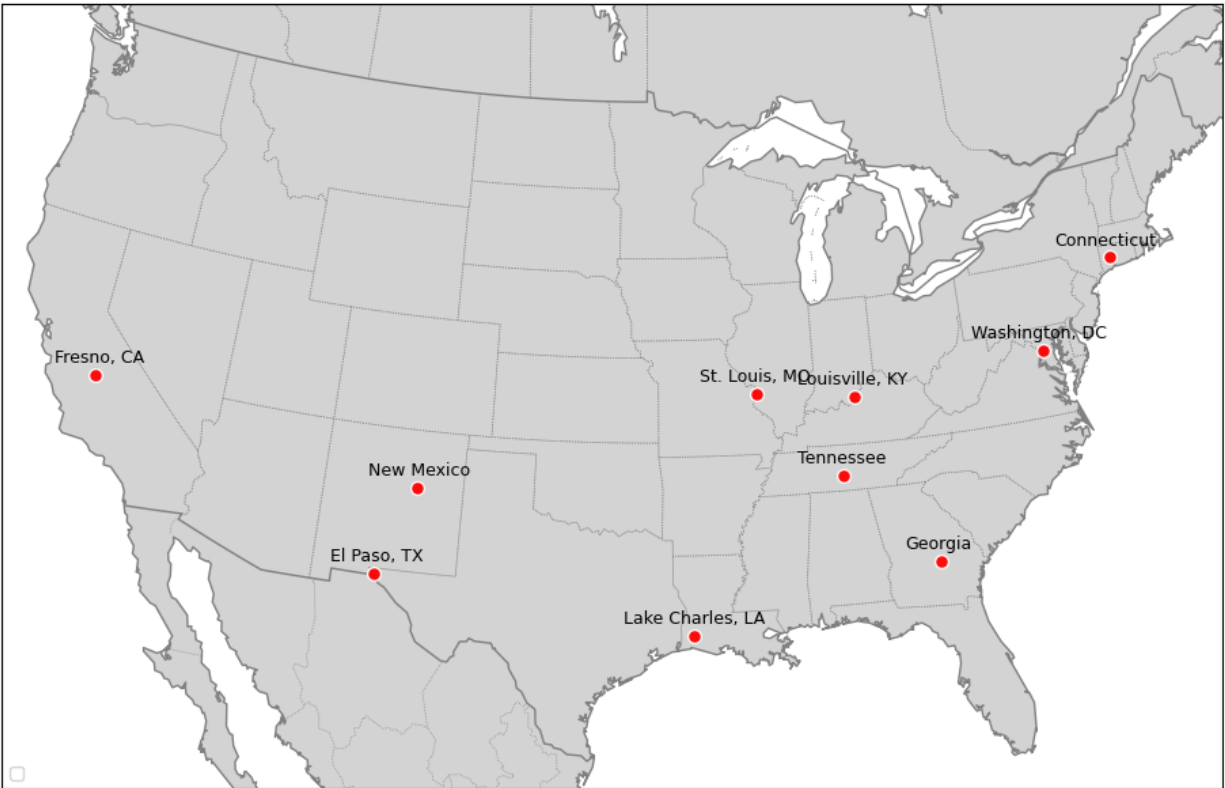 Connecticut
Washington, DC
Fresno, CA
St. Louis, MO
Louisville, KY
Tennessee
New Mexico
Georgia
El Paso, TX
Lake Charles, LA